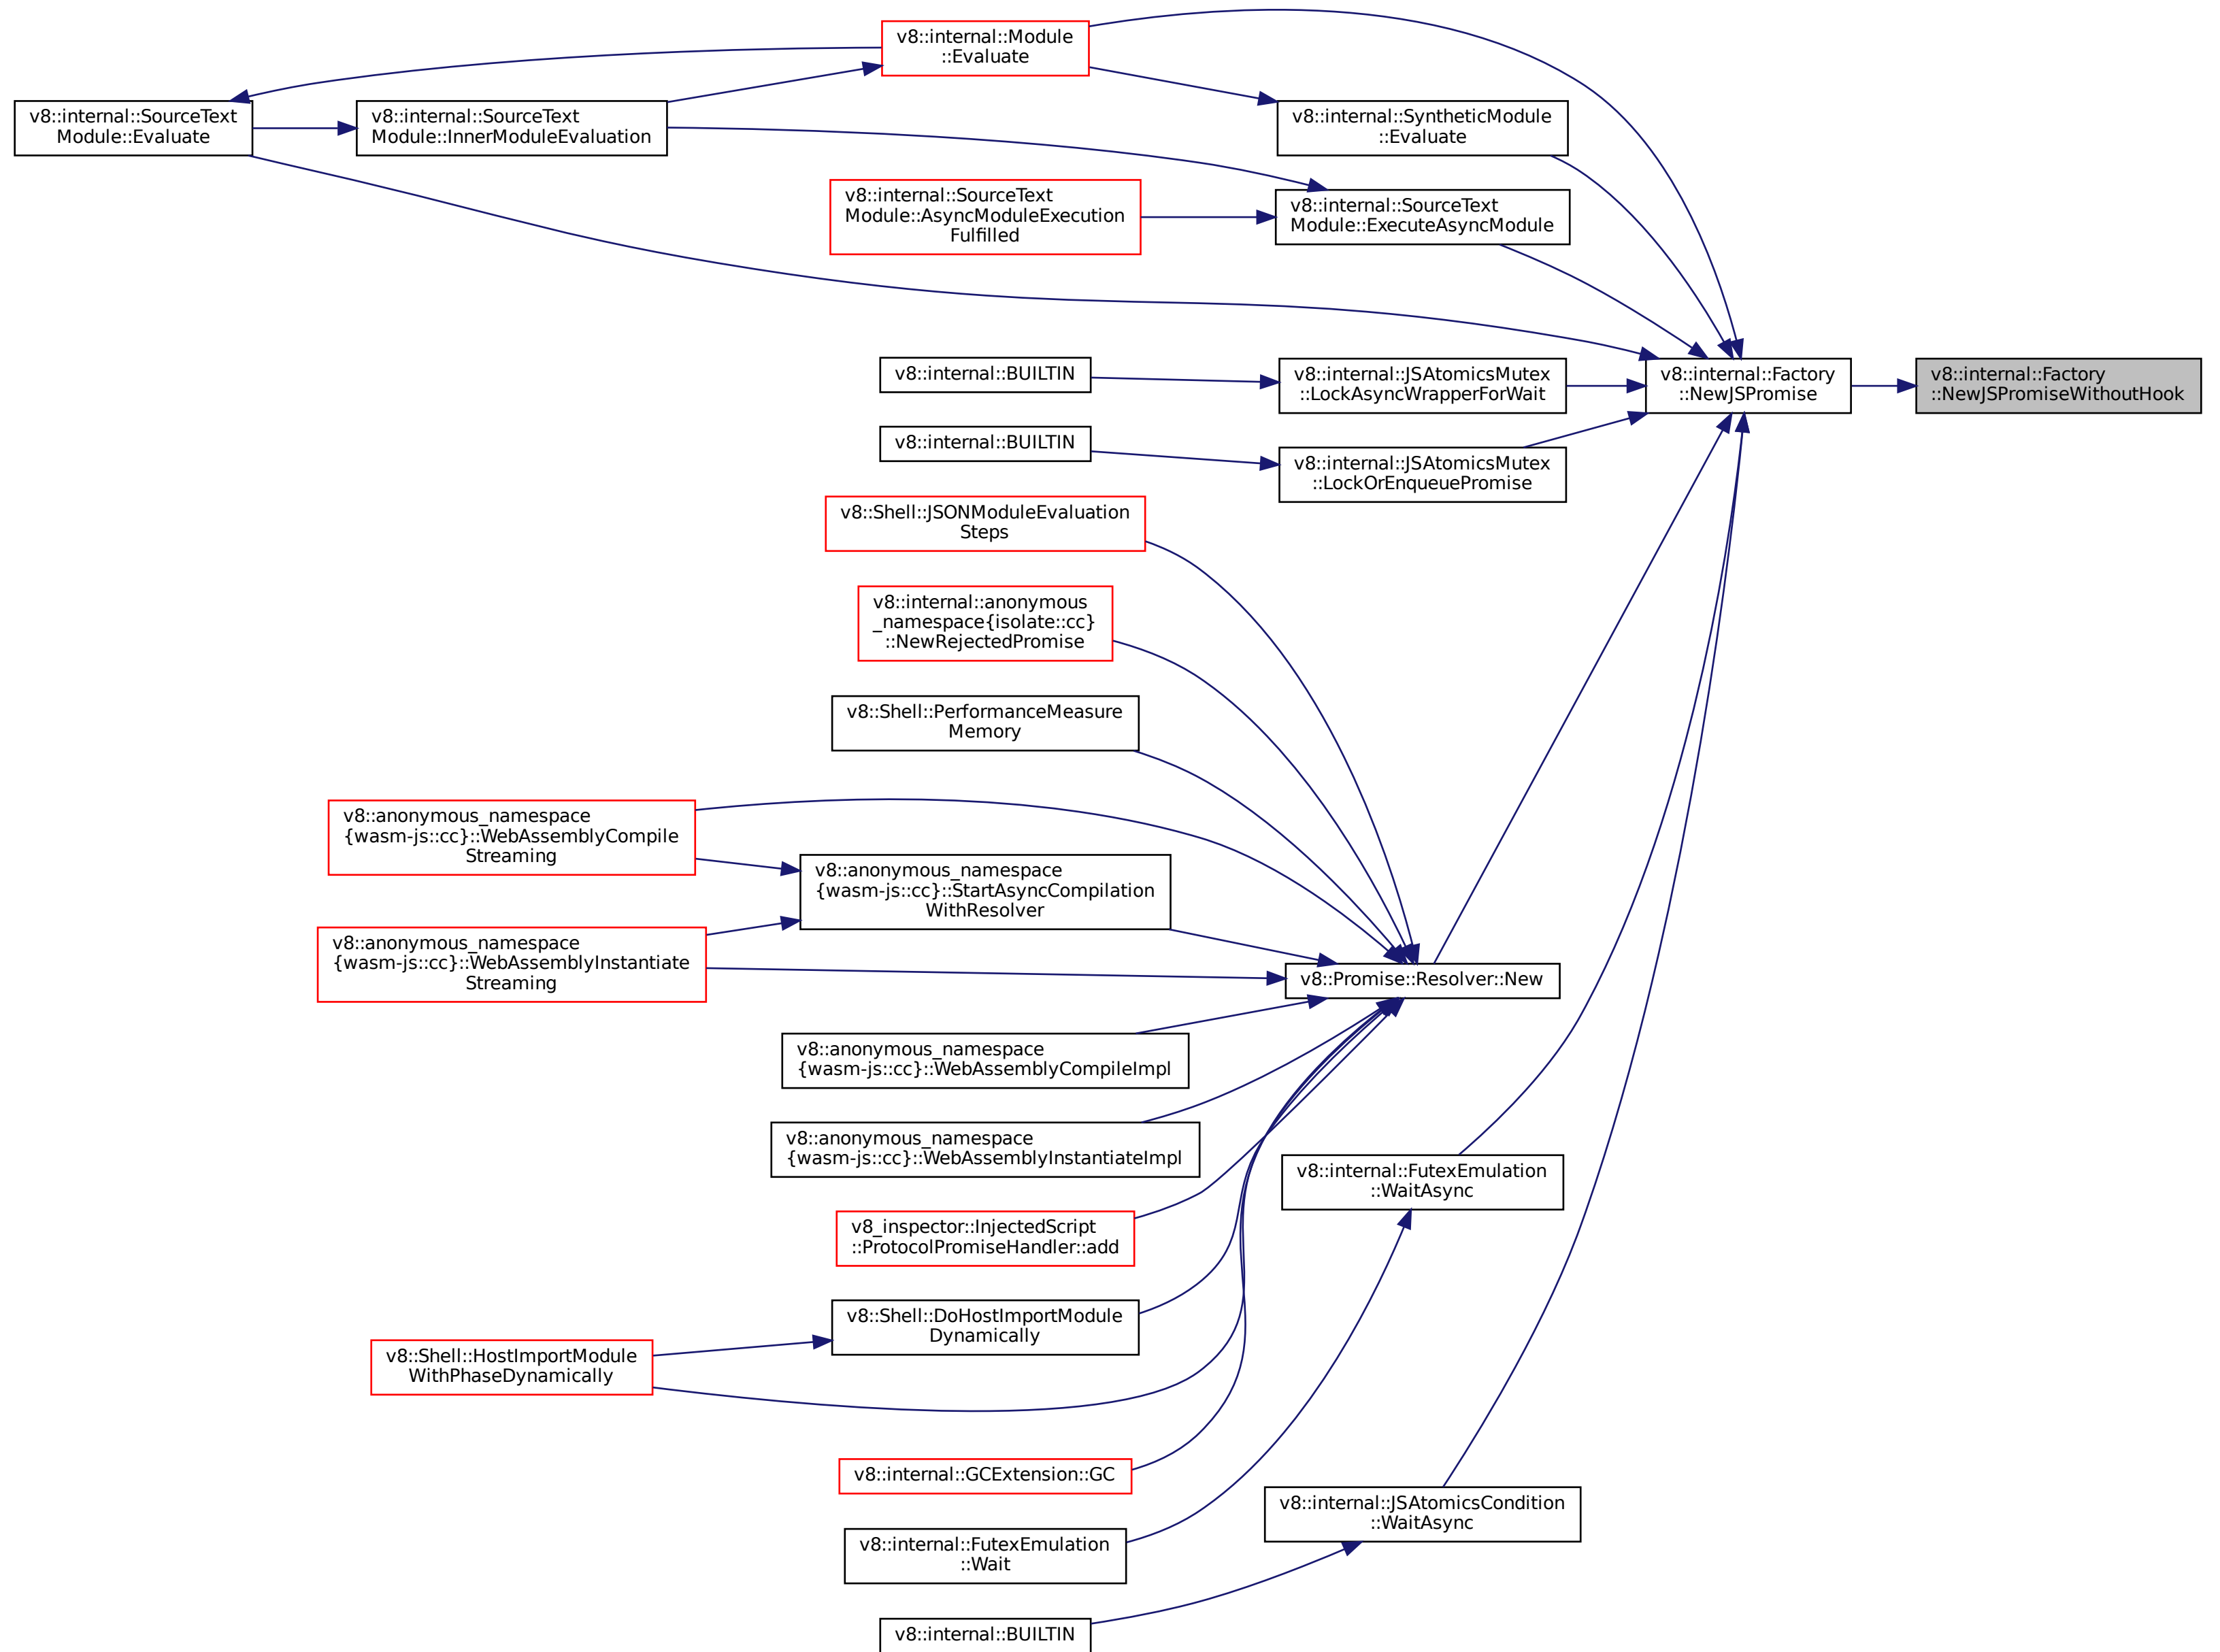 v8::internal::Module
::Evaluate
v8::internal::SourceText
Module::Evaluate
v8::internal::SourceText
Module::InnerModuleEvaluation
v8::internal::SyntheticModule
::Evaluate
v8::internal::SourceText
Module::AsyncModuleExecution
Fulfilled
v8::internal::SourceText
Module::ExecuteAsyncModule
v8::internal::BUILTIN
v8::internal::JSAtomicsMutex
::LockAsyncWrapperForWait
v8::internal::Factory
::NewJSPromise
v8::internal::Factory
::NewJSPromiseWithoutHook
v8::internal::BUILTIN
v8::internal::JSAtomicsMutex
::LockOrEnqueuePromise
v8::Shell::JSONModuleEvaluation
Steps
v8::internal::anonymous
_namespace{isolate::cc}
::NewRejectedPromise
v8::Shell::PerformanceMeasure
Memory
v8::anonymous_namespace
{wasm-js::cc}::WebAssemblyCompile
Streaming
v8::anonymous_namespace
{wasm-js::cc}::StartAsyncCompilation
WithResolver
v8::anonymous_namespace
{wasm-js::cc}::WebAssemblyInstantiate
Streaming
v8::Promise::Resolver::New
v8::anonymous_namespace
{wasm-js::cc}::WebAssemblyCompileImpl
v8::anonymous_namespace
{wasm-js::cc}::WebAssemblyInstantiateImpl
v8::internal::FutexEmulation
::WaitAsync
v8_inspector::InjectedScript
::ProtocolPromiseHandler::add
v8::Shell::DoHostImportModule
Dynamically
v8::Shell::HostImportModule
WithPhaseDynamically
v8::internal::GCExtension::GC
v8::internal::JSAtomicsCondition
::WaitAsync
v8::internal::FutexEmulation
::Wait
v8::internal::BUILTIN